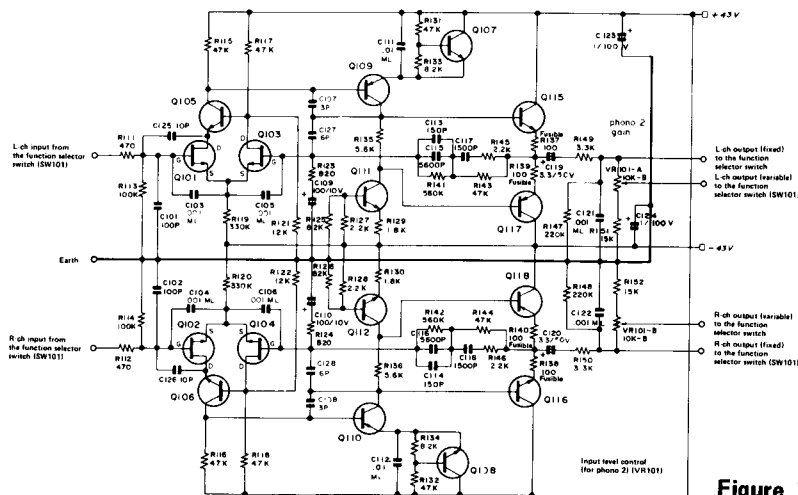 +43V
R115
47K
R117
47K
C111
.01
ML
R131
47K
Q107
R133
8.2K
C123
1/100 V
Q105
Q109
Q115
phono 2
gain
C125 10P
C107
3P
C127
6P
R135
5.6K
C113
150P
C115
5600P
C117
1500P
R145
2.2K
Fusible
R137
100
R149
3.3K
L-ch input from
the function selector
switch (SW101)
R111
470
Q103
Q101
D
D
G
S
S
G
R141
560K
R143
47K
R139
100
Fusible
C119
3.3/50V
L-ch output (fixed)
to the function
selector switch
VR101-A
10K-B
L-ch output (variable)
to the function
selector switch (SW101)
R113
100K
C101
100P
C103
.001
ML
C105
.001
ML
R123
820
C109
100/10V
Q111
R119
330K
R121
12K
R125
82K
R127
2.2K
R129
1.8K
Q117
R147
220K
C121
.001
ML
R151
15K
C124
1/100 V
-43V
Earth
C102
100P
C104
.001 ML
C106
.001 ML
R120
330K
R122
12K
R126
82K
R128
2.2K
R130
1.8K
Q118
R148
220K
C122
.001
ML
R152
15K
R114
100K
C110
100/10V
Q112
R124
820
R142
560K
R144
47K
C116
5600P
C118
1500P
R146
2.2K
C114
150P
R140
100
Fusible
C120
3.3/50V
R138
100
Fusible
R150
3.3K
VR101-B
10K-B
R-ch output (variable)
to the function
selector switch
R-ch output (fixed)
to the function
selector switch (SW101)
R-ch input from
the function selector
switch (SW101)
R112
470
Q102
Q104
S
S
G
G
D
D
C126 10P
C128
6P
C108
3P
R136
5.6K
Q106
Q110
Q116
R116
47K
R118
47K
C112
.01
ML
R134
8.2K
R132
47K
Q108
Input level control
(for phono 2) (VR101)
Figure